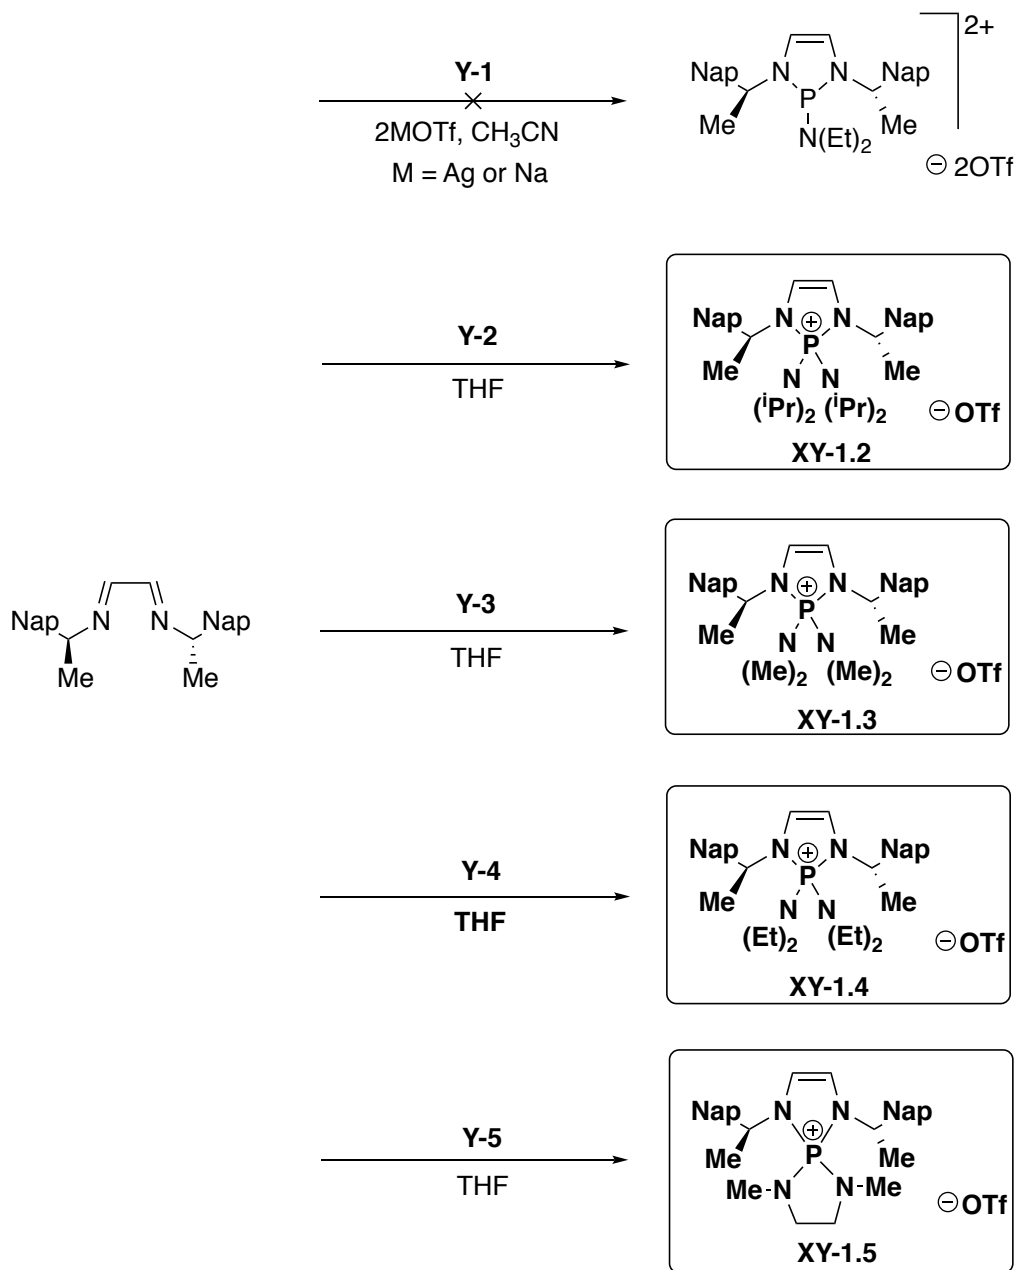 Y-1
2MOTf, CH₃CN
M = Ag or Na
Nap N N Nap
P
Me Me
N(Et)₂
2+
⊖ 2OTf
Y-2
THF
Nap N ⊕ N Nap
P
Me Me
N N
(ⁱPr)₂ (ⁱPr)₂
⊖ OTf
XY-1.2
Nap N N Nap
Me Me
Y-3
THF
Nap N ⊕ N Nap
P
Me Me
N N
(Me)₂ (Me)₂
⊖ OTf
XY-1.3
Y-4
THF
Nap N ⊕ N Nap
P
Me Me
N N
(Et)₂ (Et)₂
⊖ OTf
XY-1.4
Y-5
THF
Nap N N Nap
⊕
P
Me Me
Me-N N-Me
⊖ OTf
XY-1.5